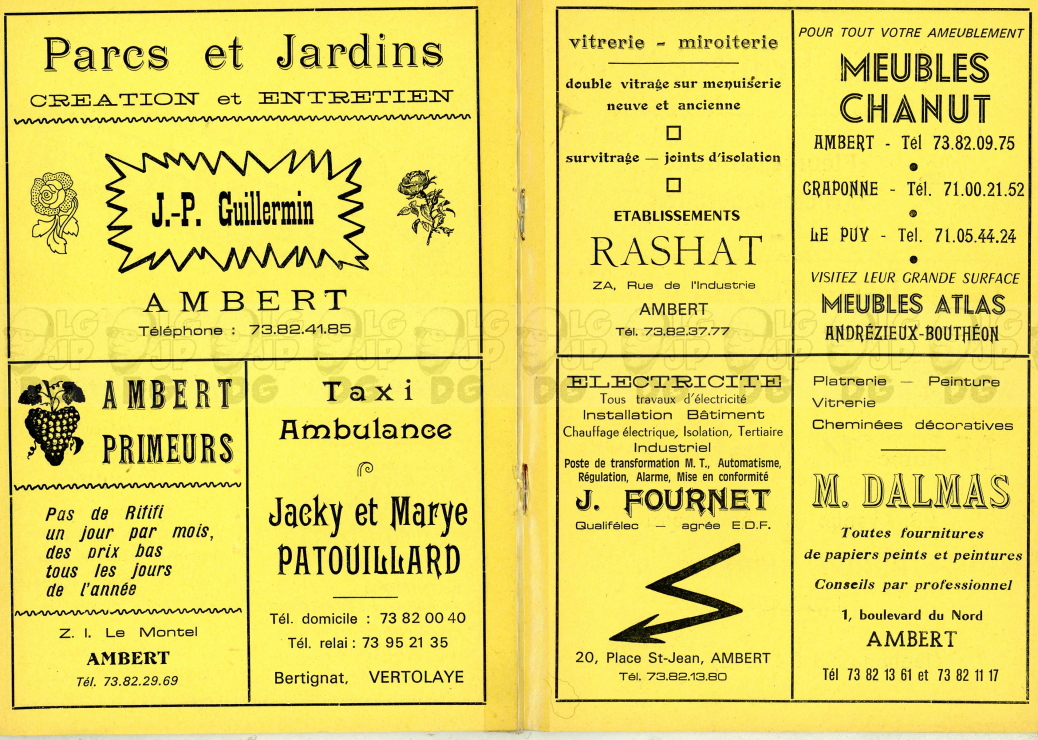 Parcs et Jardins
CREATION et ENTRETIEN
J.-P. Guillermin
AMBERT
Téléphone : 73.82.41.85
AMBERT
PRIMEURS
Pas de Rififi
un jour par mois,
des prix bas
tous les jours
de l'année
Z. I. Le Montel
AMBERT
Tél. 73.82.29.69
Taxi
Ambulance
Jacky et Marye
PATOUILLARD
Tél. domicile : 73 82 00 40
Tél. relai : 73 95 21 35
Bertignat, VERTOLAYE
vitrerie - miroiterie
double vitrage sur menuiserie
neuve et ancienne
survitrage — joints d'isolation
ETABLISSEMENTS
RASHAT
ZA, Rue de l'Industrie
AMBERT
Tél. 73.82.37.77
POUR TOUT VOTRE AMEUBLEMENT
MEUBLES
CHANUT
AMBERT - Tél 73.82.09.75
CRAPONNE - Tél. 71.00.21.52
LE PUY - Tel. 71.05.44.24
VISITEZ LEUR GRANDE SURFACE
MEUBLES ATLAS
ANDRÉZIEUX-BOUTHÉON
ELECTRICITE
Tous travaux d'électricité
Installation Bâtiment
Chauffage électrique, Isolation, Tertiaire
Industriel
Poste de transformation M. T., Automatisme,
Régulation, Alarme, Mise en conformité
J. FOURNET
Qualifélec — agrée E.D.F.
20, Place St-Jean, AMBERT
Tél. 73.82.13.80
Platrerie — Peinture
Vitrerie
Cheminées décoratives
M. DALMAS
Toutes fournitures
de papiers peints et peintures
Conseils par professionnel
1, boulevard du Nord
AMBERT
Tél 73 82 13 61 et 73 82 11 17